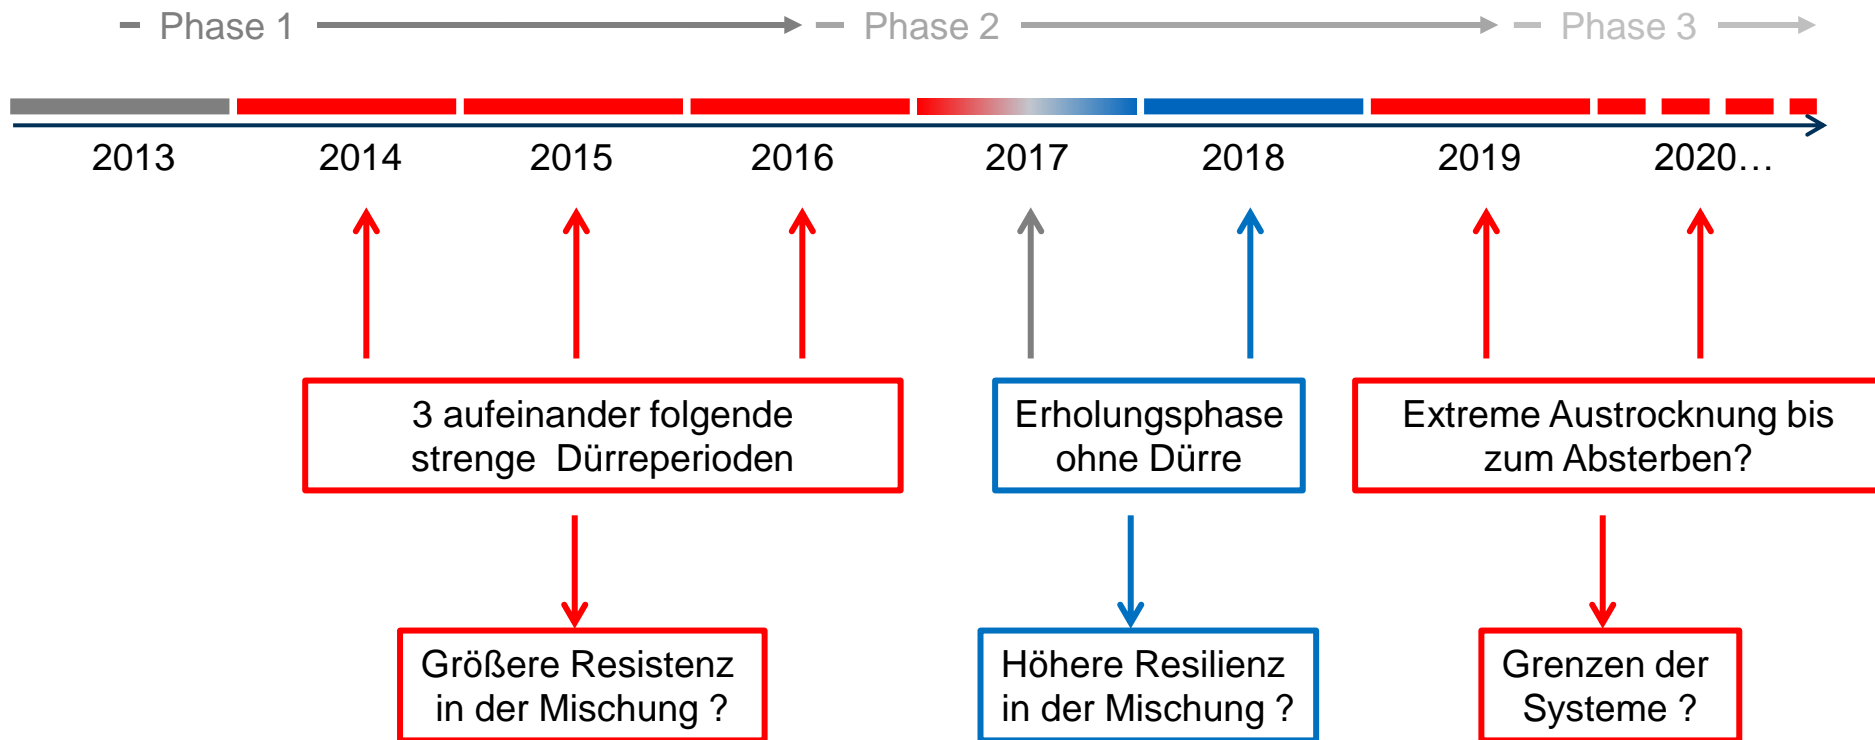 Phase 1
Phase 2
Phase 3
2013
2014
2015
2016
2017
2018
2019
2020…
3 aufeinander folgende
strenge Dürreperioden
Erholungsphase
ohne Dürre
Extreme Austrocknung bis
zum Absterben?
Größere Resistenz
in der Mischung ?
Höhere Resilienz
in der Mischung ?
Grenzen der
Systeme ?